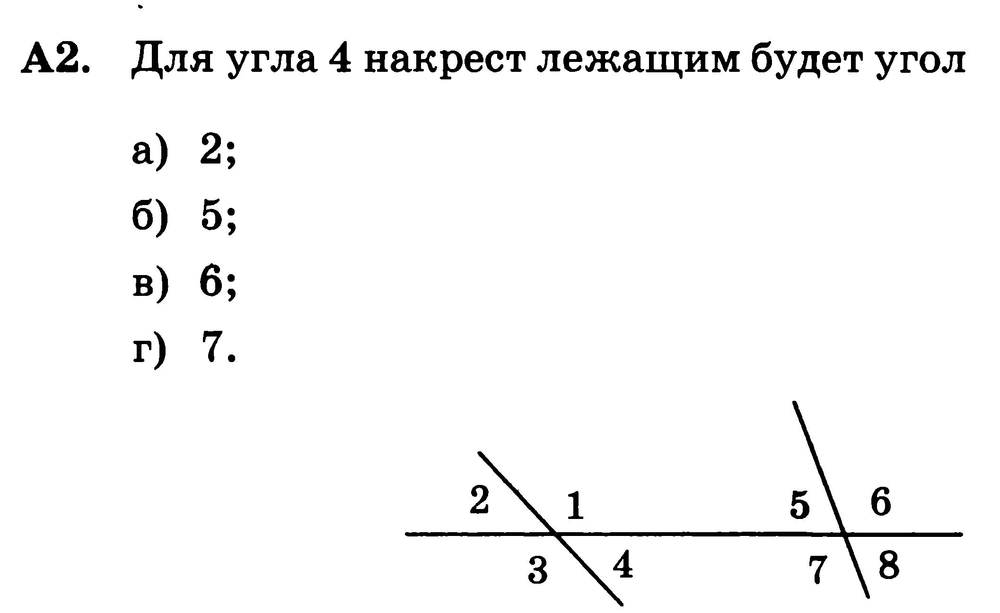 А2. Для угла 4 накрест лежащим будет угол
а) 2;
б) 5;
в) 6;
г) 7.
2 1 5 6
3 4 7 8